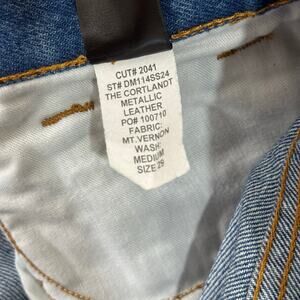 CUT# 2041
ST# DM114SS24
THE CORTLANDT
METALLIC
LEATHER
PO# 100710
FABRIC:
MT. VERNON
WASH:
MEDIUM
SIZE 29